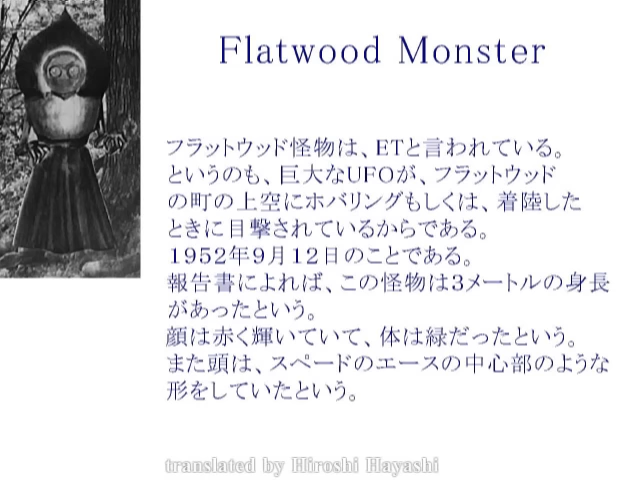 Flatwood Monster
フラットウッド怪物は、ETと言われている。
というのも、巨大なUFOが、フラットウッド
の町の上空にホバリングもしくは、着陸した
ときに目撃されているからである。
１９５２年９月１２日のことである。
報告書によれば、この怪物は３メートルの身長
があったという。
顔は赤く輝いていて、体は緑だったという。
また頭は、スペードのエースの中心部のような
形をしていたという。
translated by Hiroshi Hayashi